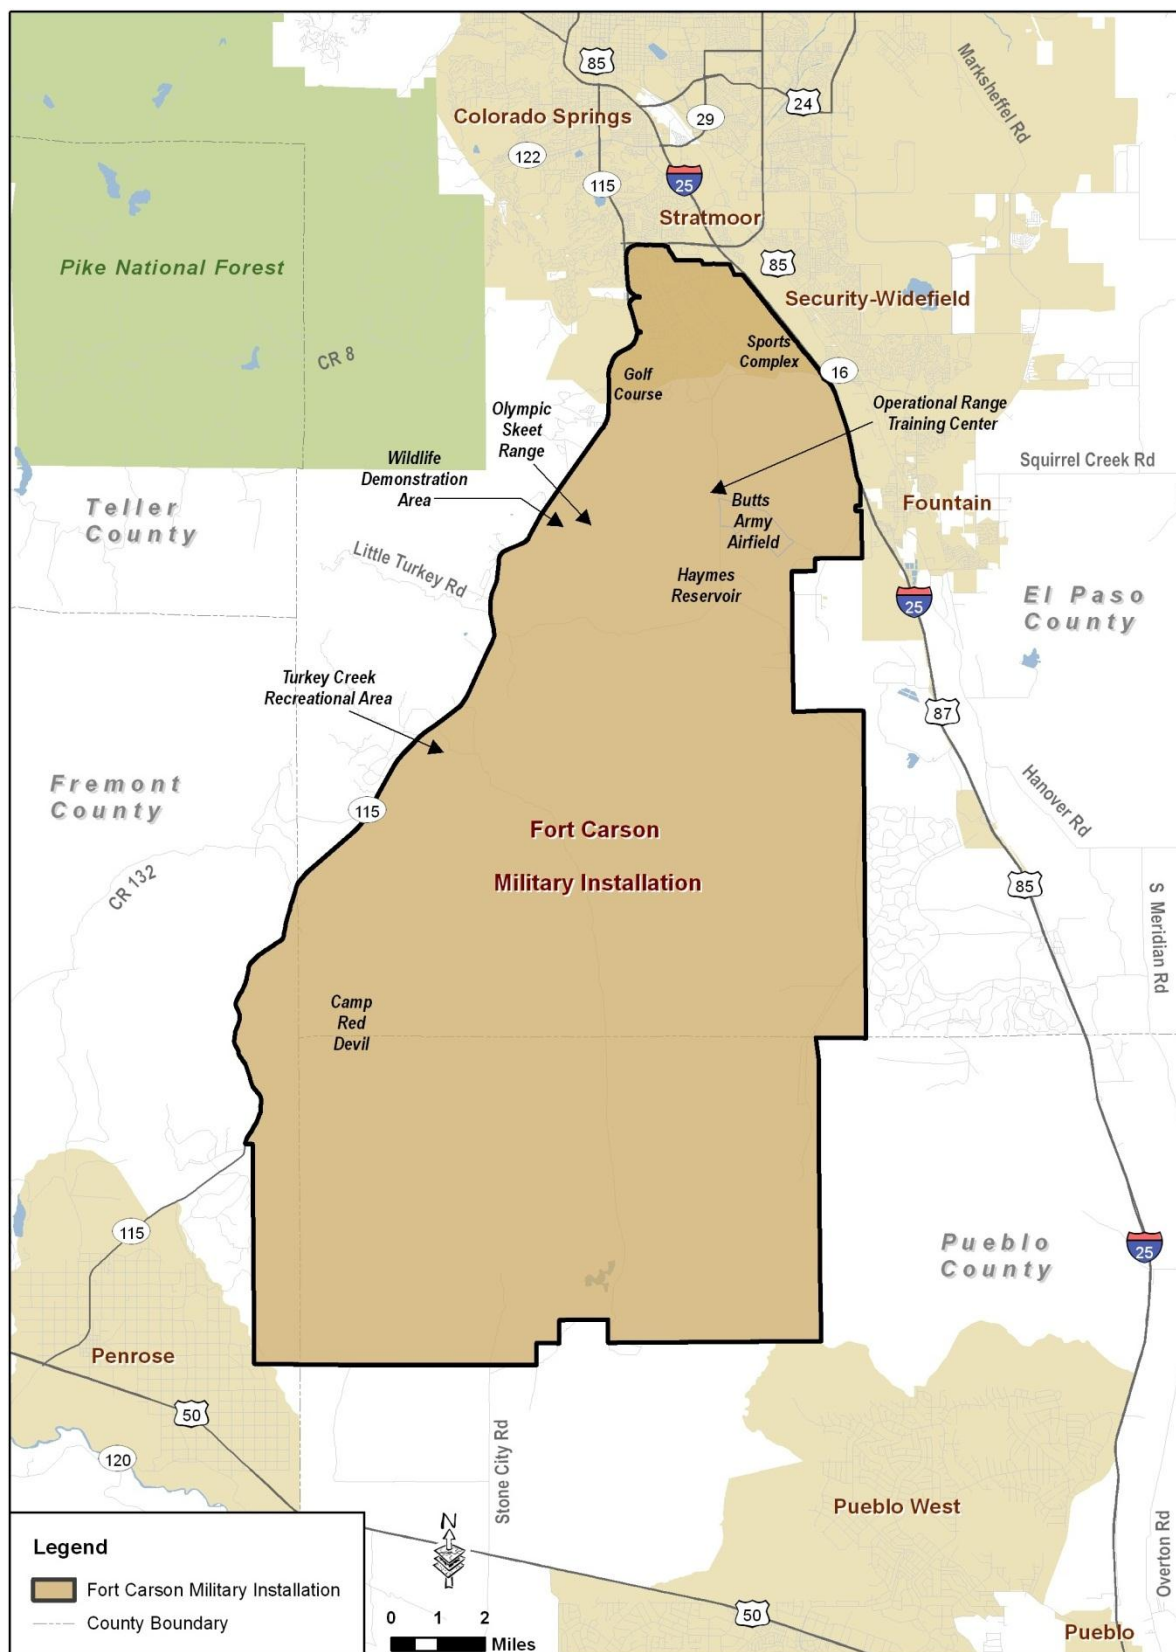 85
Marksheffel Rd
24
Colorado Springs
29
122
115
25
Stratmoor
Pike National Forest
85
Security-Widefield
Sports
Complex
CR 8
16
Golf
Course
Olympic
Skeet
Range
Operational Range
Training Center
Wildlife
Demonstration
Area
Squirrel Creek Rd
Teller
County
Butts
Army
Airfield
Fountain
Little Turkey Rd
Haymes
Reservoir
25
El Paso
County
Turkey Creek
Recreational Area
87
Fremont
County
115
Hanover Rd
Fort Carson
Military Installation
CR 132
85
S Meridian Rd
Camp
Red
Devil
115
Pueblo
County
25
Penrose
50
120
Stone City Rd
Pueblo West
Overton Rd
50
Pueblo
Legend
Fort Carson Military Installation
County Boundary
N
0 1 2
Miles